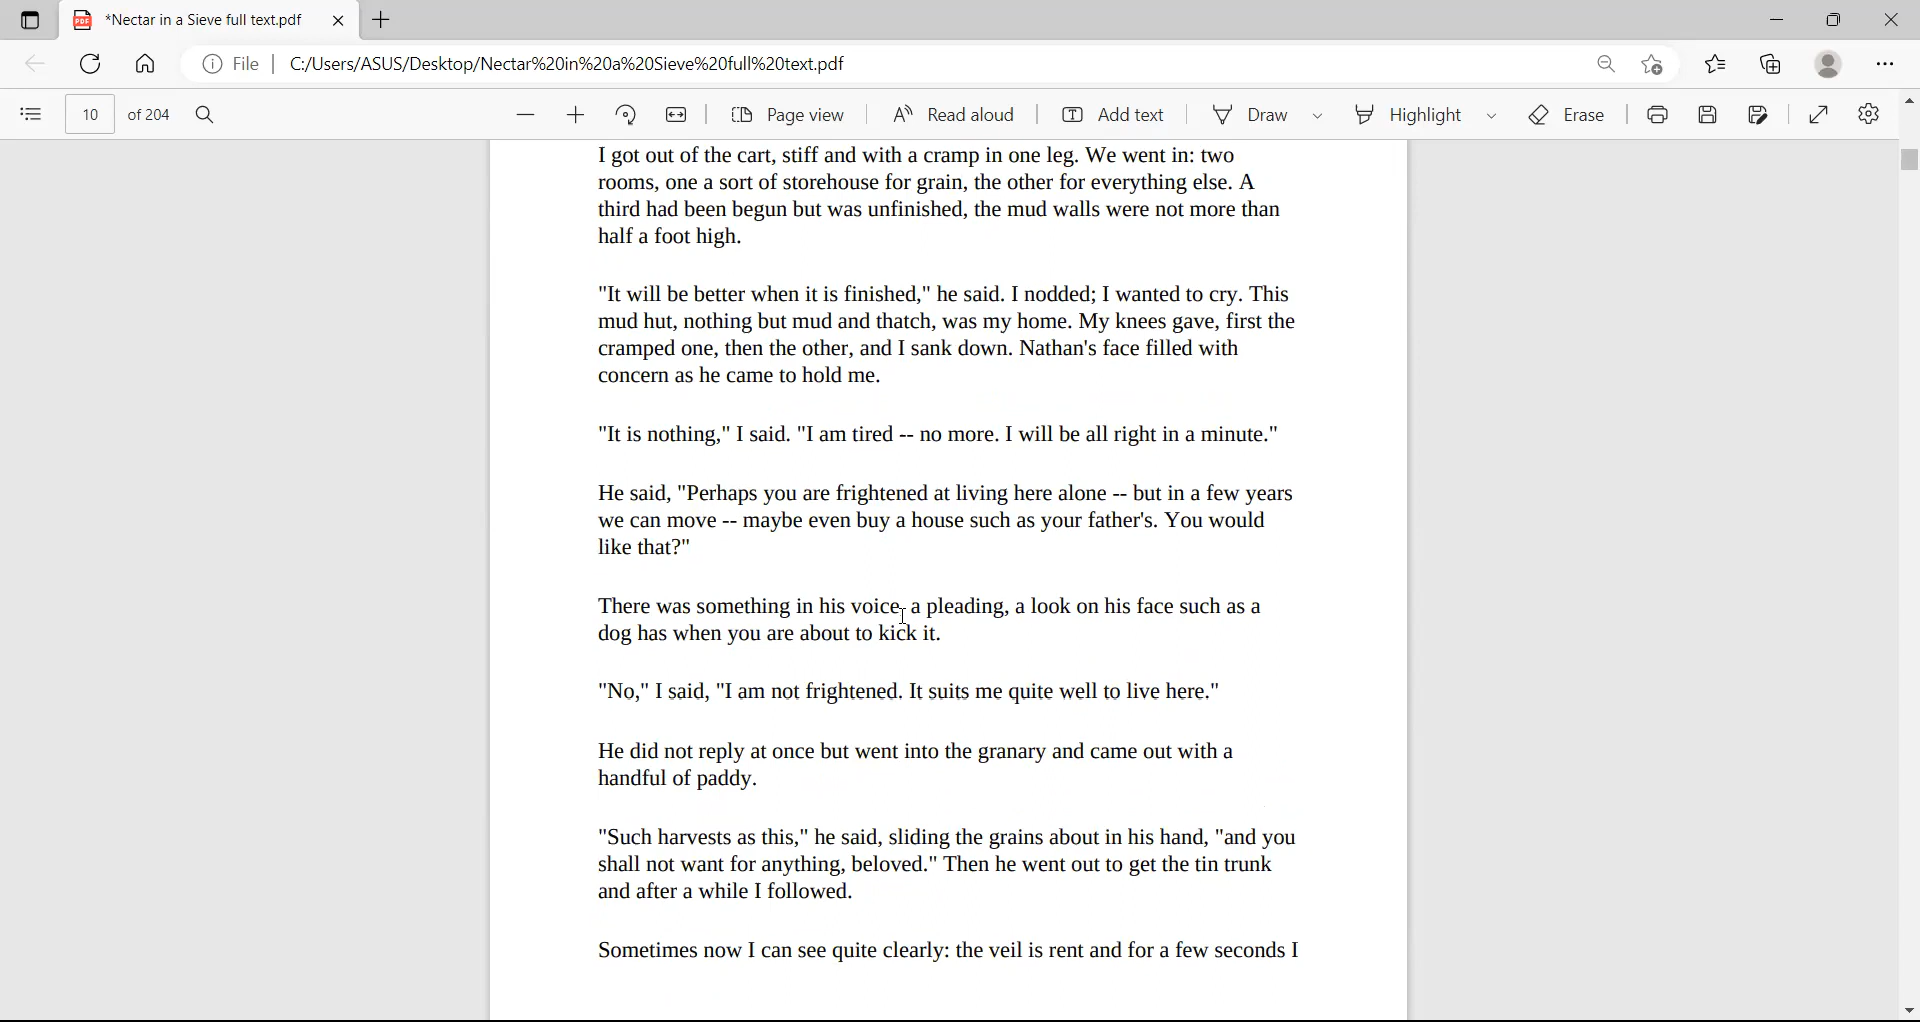 *Nectar in a Sieve full text.pdf
File | C:/Users/ASUS/Desktop/Nectar%20in%20a%20Sieve%20full%20text.pdf
10 of 204 Page view Read aloud Add text Draw Highlight Erase
I got out of the cart, stiff and with a cramp in one leg. We went in: two
rooms, one a sort of storehouse for grain, the other for everything else. A
third had been begun but was unfinished, the mud walls were not more than
half a foot high.
"It will be better when it is finished," he said. I nodded; I wanted to cry. This
mud hut, nothing but mud and thatch, was my home. My knees gave, first the
cramped one, then the other, and I sank down. Nathan's face filled with
concern as he came to hold me.
"It is nothing," I said. "I am tired -- no more. I will be all right in a minute."
He said, "Perhaps you are frightened at living here alone -- but in a few years
we can move -- maybe even buy a house such as your father's. You would
like that?"
There was something in his voice, a pleading, a look on his face such as a
dog has when you are about to kick it.
"No," I said, "I am not frightened. It suits me quite well to live here."
He did not reply at once but went into the granary and came out with a
handful of paddy.
"Such harvests as this," he said, sliding the grains about in his hand, "and you
shall not want for anything, beloved." Then he went out to get the tin trunk
and after a while I followed.
Sometimes now I can see quite clearly: the veil is rent and for a few seconds I